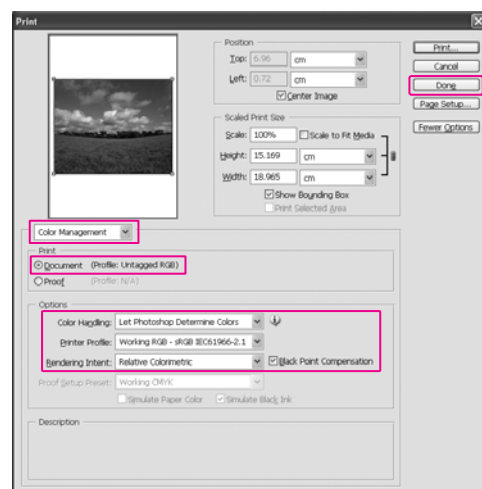 Print
Position
Top: 6.96 cm
Left: 0.72 cm
Center Image
Scaled Print Size
Scale: 100% Scale to Fit Media
Height: 15.169 cm
Width: 18.965 cm
Show Bounding Box
Print Selected Area
Print...
Cancel
Done
Page Setup...
Fewer Options
Color Management
Print
Document (Profile: Untagged RGB)
Proof (Profile: N/A)
Options
Color Handling: Let Photoshop Determine Colors
Printer Profile: Working RGB - sRGB IEC61966-2.1
Rendering Intent: Relative Colorimetric Black Point Compensation
Proof Setup Preset: Working CMYK
Simulate Paper Color Simulate Black Ink
Description